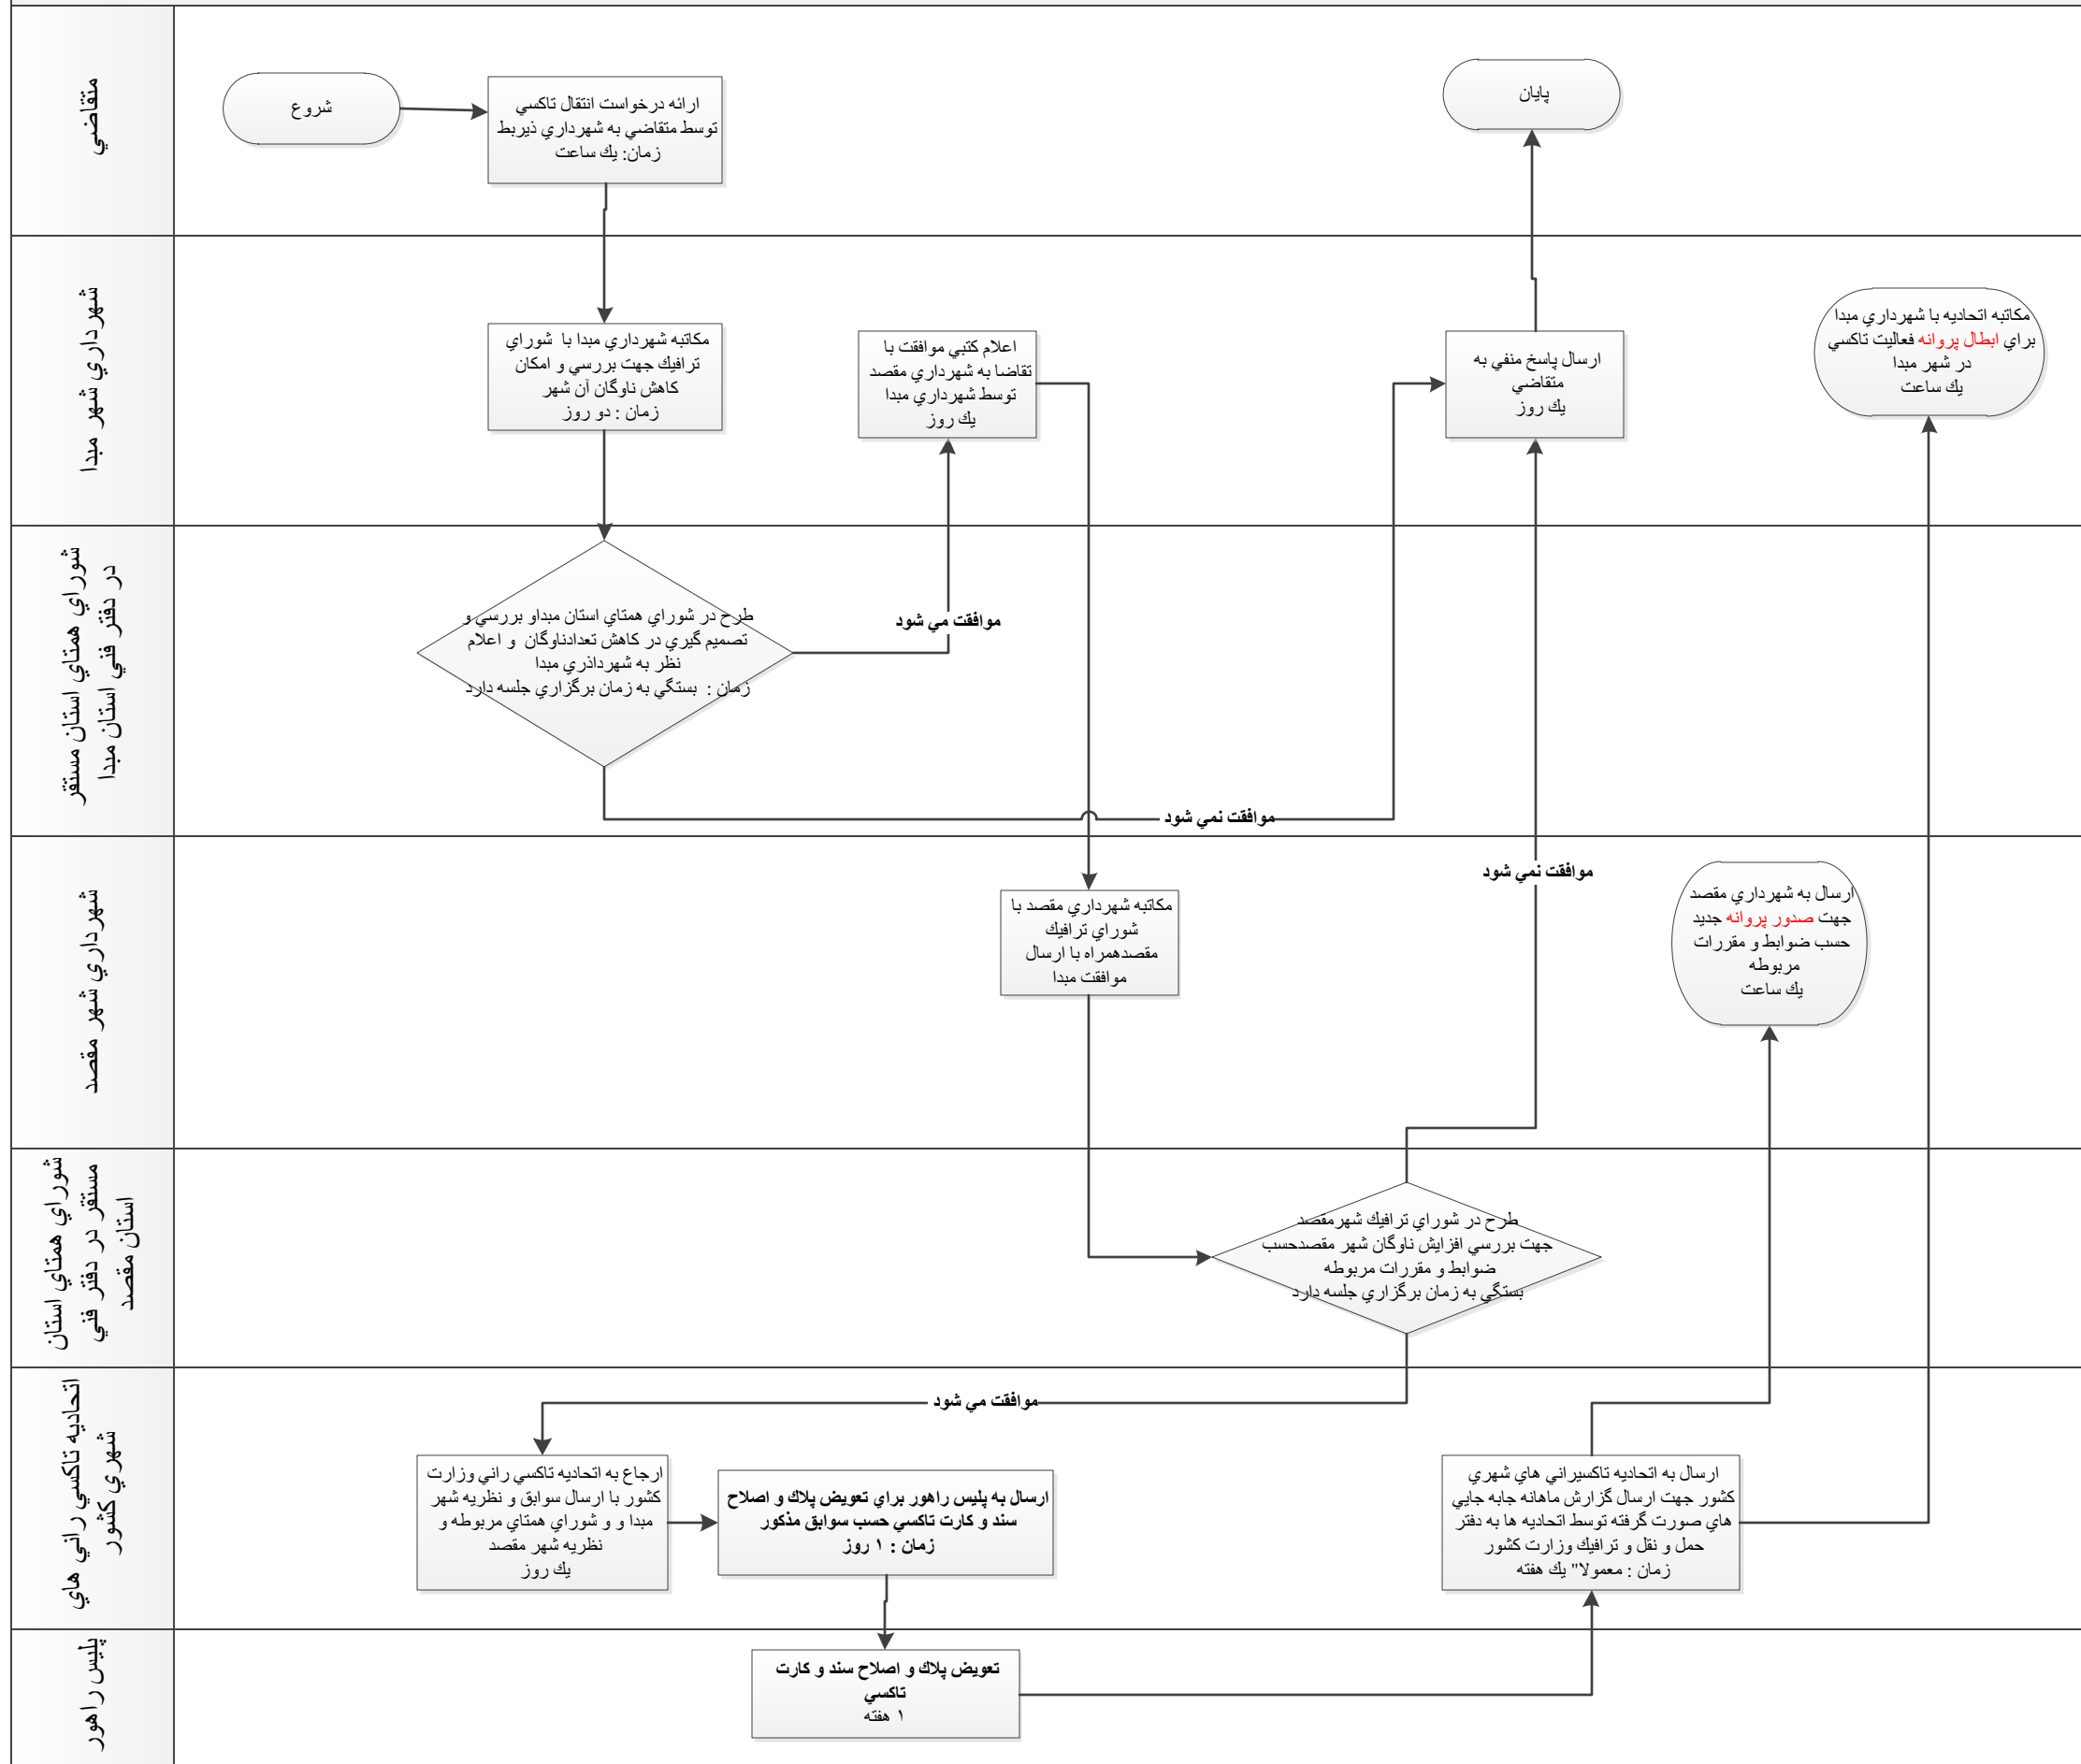 متقاضي
شروع
ارائه درخواست انتقال تاكسي
توسط متقاضي به شهرداري ذيربط
زمان: يك ساعت
پايان
شهرداري شهر مبدا
مكاتبه شهرداري مبدا با شوراي
ترافيك جهت بررسي و امكان
كاهش ناوگان آن شهر
زمان : دو روز
اعلام كتبي موافقت با
تقاضا به شهرداري مقصد
توسط شهرداري مبدا
يك روز
ارسال پاسخ منفي به
متقاضي
يك روز
مكاتبه اتحاديه با شهرداري مبدا
براي ابطال پروانه فعاليت تاكسي
در شهر مبدا
يك ساعت
شوراي همتاي استان مستقر
در دفتر فني استان مبدا
طرح در شوراي همتاي استان مبداو بررسي و
تصميم گيري در كاهش تعدادناوگان و اعلام
نظر به شهرداذري مبدا
زمان : بستگي به زمان برگزاري جلسه دارد
موافقت مي شود
موافقت نمي شود
شهرداري شهر مقصد
مكاتبه شهرداري مقصد با
شوراي ترافيك
مقصدهمراه با ارسال
موافقت مبدا
موافقت نمي شود
ارسال به شهرداري مقصد
جهت صدور پروانه جديد
حسب ضوابط و مقررات
مربوطه
يك ساعت
شوراي همتاي استان
مستقر در دفتر فني
استان مقصد
طرح در شوراي ترافيك شهرمقصد
جهت بررسي افزايش ناوگان شهر مقصدحسب
ضوابط و مقررات مربوطه
بستگي به زمان برگزاري جلسه دارد
اتحاديه تاكسي راني هاي
شهري كشور
موافقت مي شود
ارجاع به اتحاديه تاكسي راني وزارت
كشور با ارسال سوابق و نظريه شهر
مبدا و و شوراي همتاي مربوطه و
نظريه شهر مقصد
يك روز
ارسال به پليس راهور براي تعويض پلاك و اصلاح
سند و كارت تاكسي حسب سوابق مذكور
زمان : ۱ روز
ارسال به اتحاديه تاكسيراني هاي شهري
كشور جهت ارسال گزارش ماهانه جابه جايي
هاي صورت گرفته توسط اتحاديه ها به دفتر
حمل و نقل و ترافيك وزارت كشور
زمان : معمولا" يك هفته
پليس راهور
تعويض پلاك و اصلاح سند و كارت
تاكسي
۱ هفته